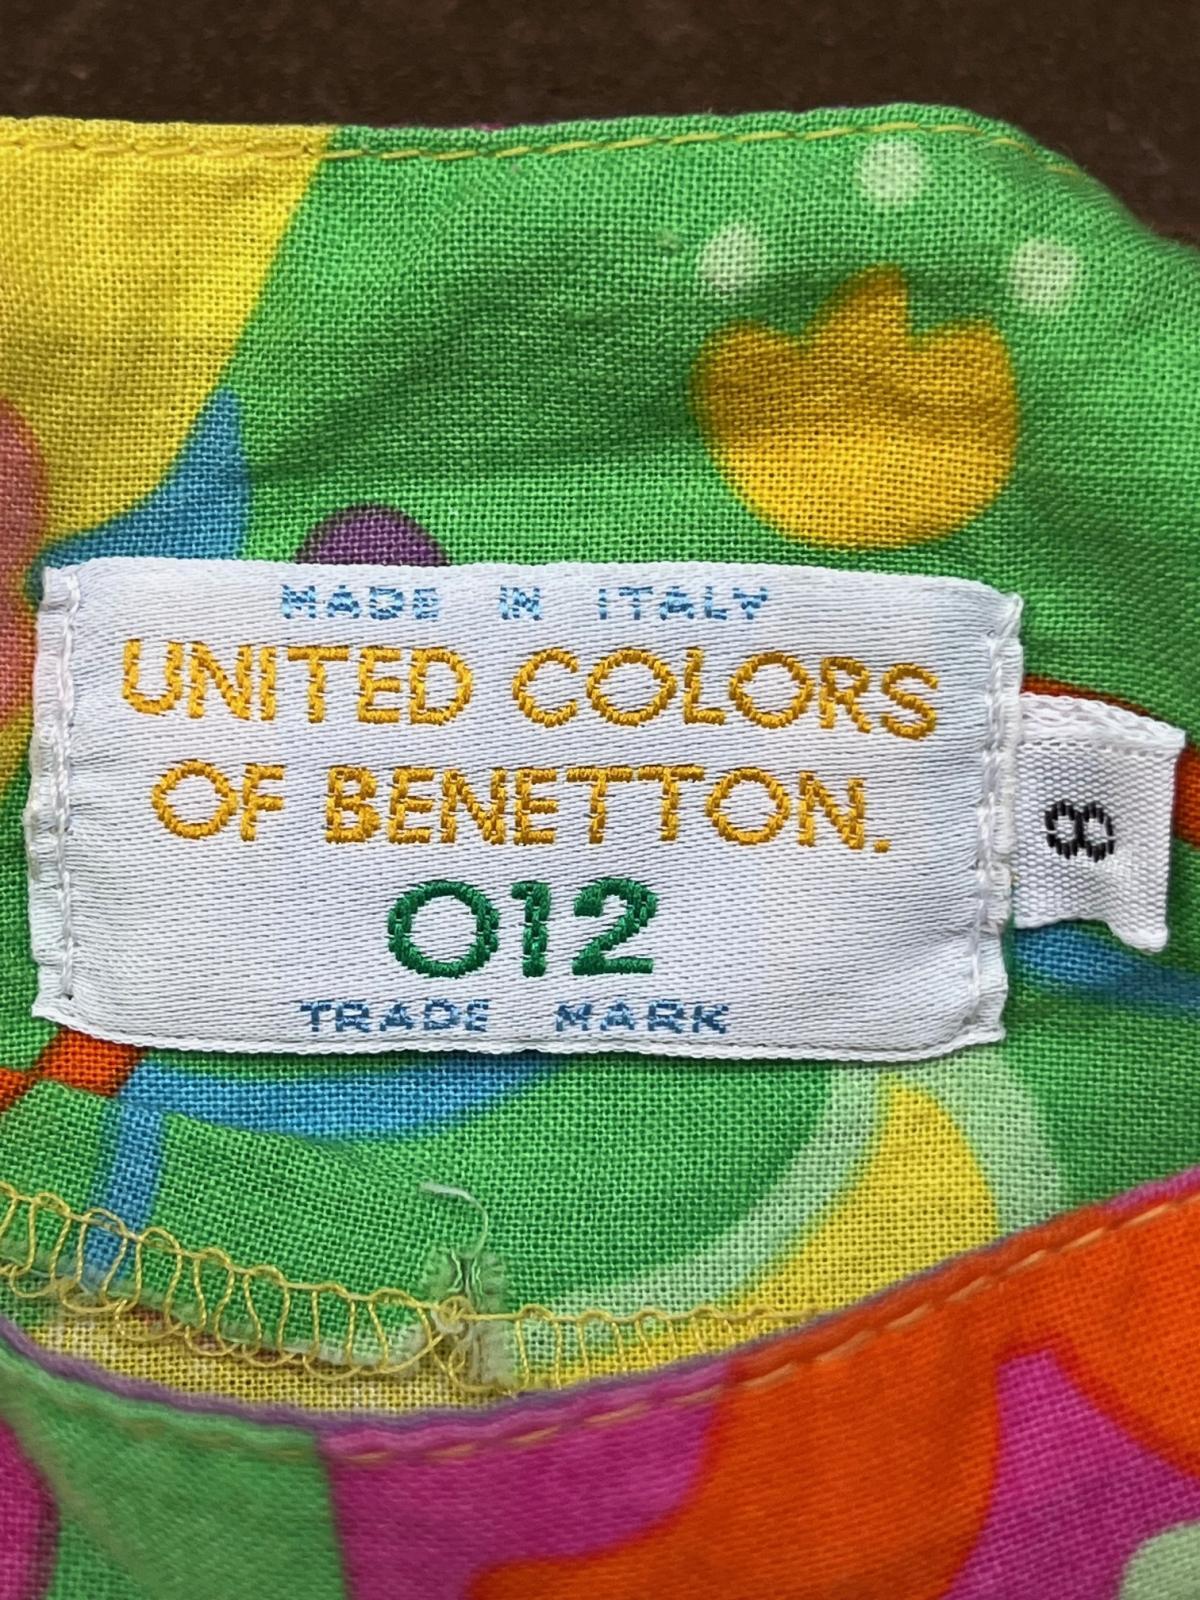 MADE IN ITALY
UNITED COLORS
OF BENETTON.
012
TRADE MARK
8